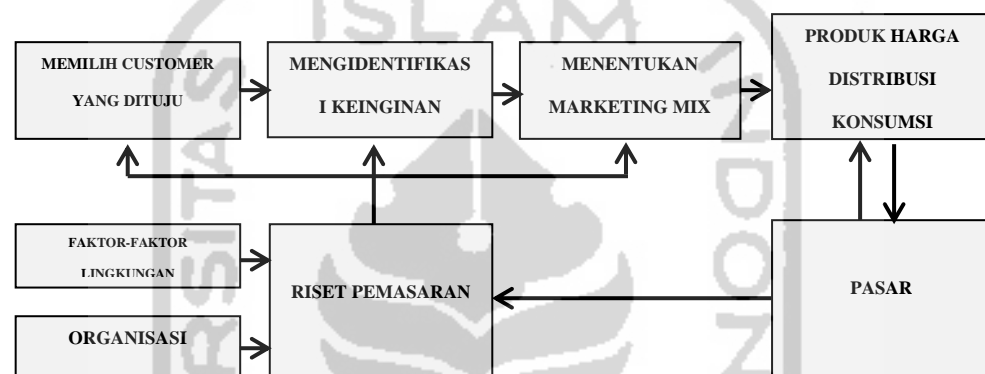 ISLAM
MEMILIH CUSTOMER
YANG DITUJU
MENGIDENTIFIKAS
I KEINGINAN
MENENTUKAN
MARKETING MIX
PRODUK HARGA
DISTRIBUSI
KONSUMSI
FAKTOR-FAKTOR
LINGKUNGAN
ORGANISASI
RISET PEMASARAN
PASAR